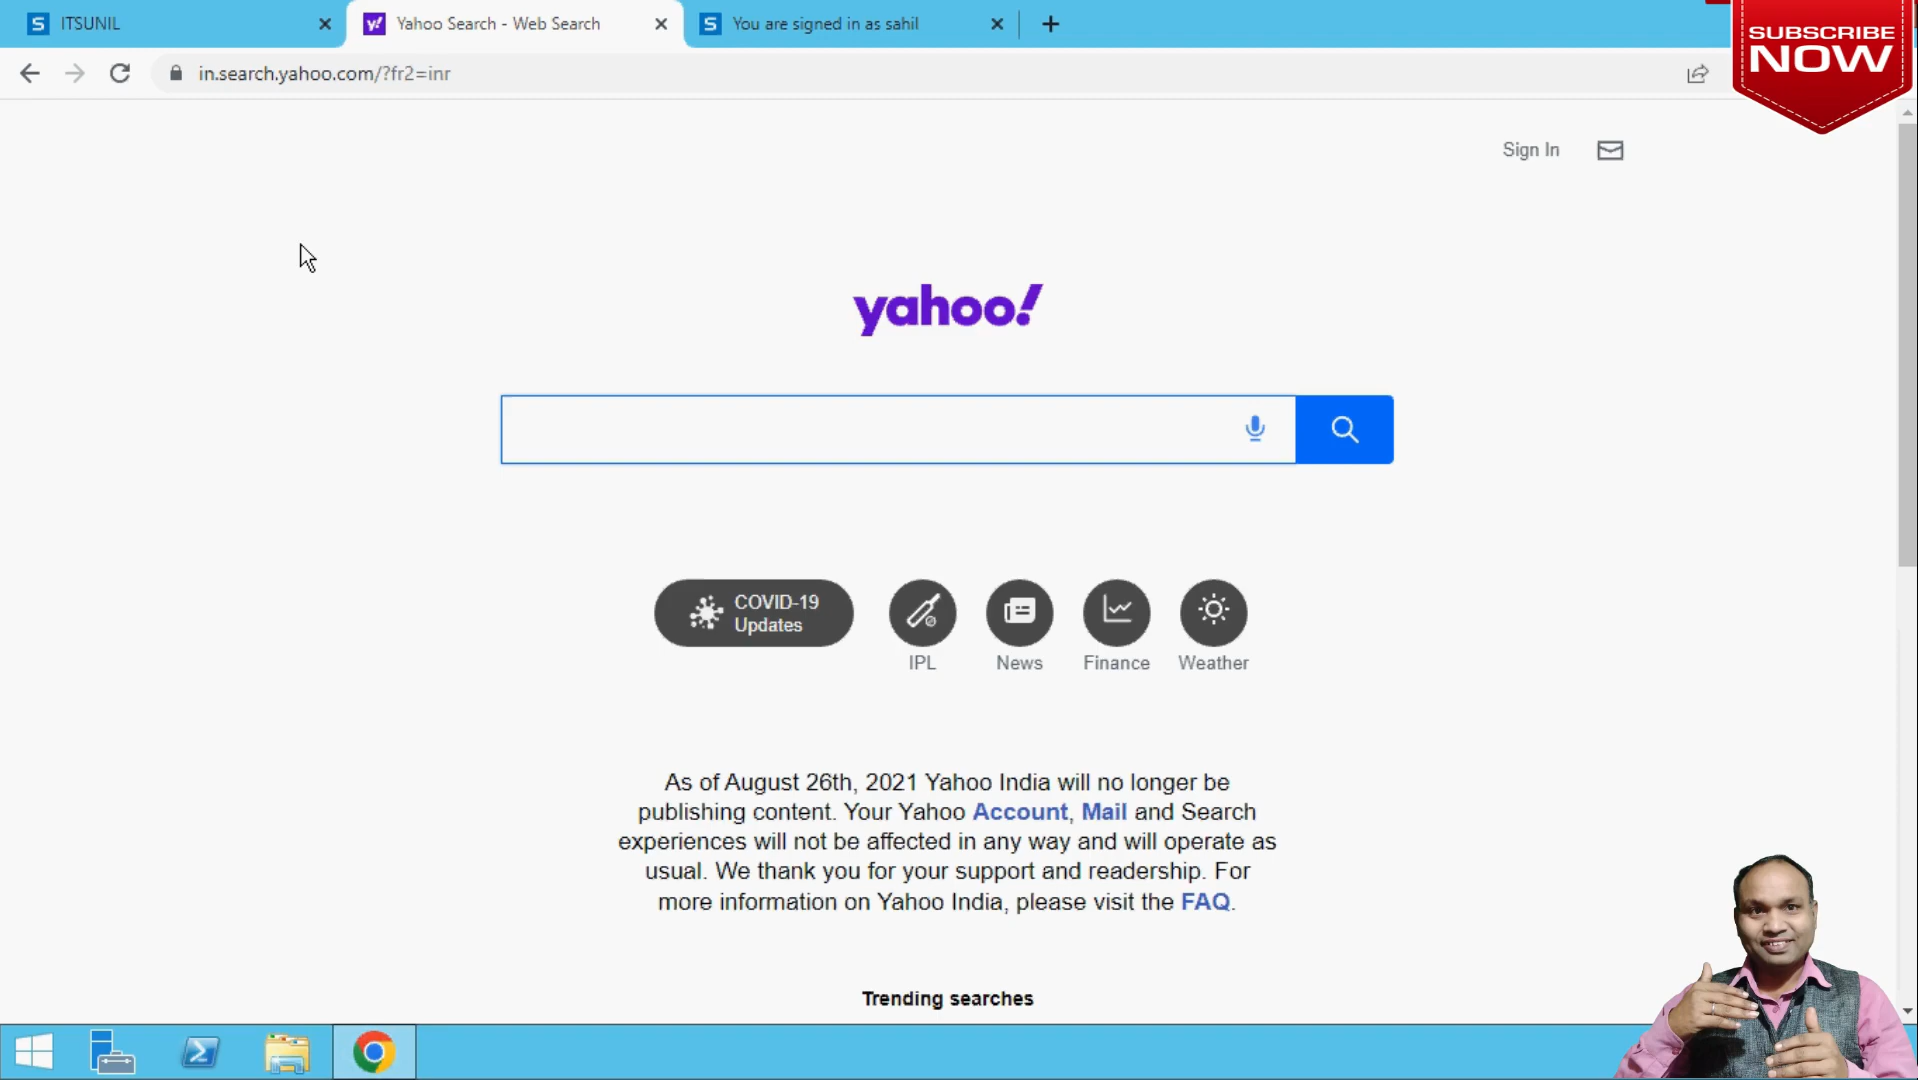 ITSUNIL
Yahoo Search - Web Search
You are signed in as sahil
SUBSCRIBE
NOW
in.search.yahoo.com/?fr2=inr
Sign In
yahoo!
COVID-19
Updates
IPL
News
Finance
Weather
As of August 26th, 2021 Yahoo India will no longer be
publishing content. Your Yahoo Account, Mail and Search
experiences will not be affected in any way and will operate as
usual. We thank you for your support and readership. For
more information on Yahoo India, please visit the FAQ.
Trending searches